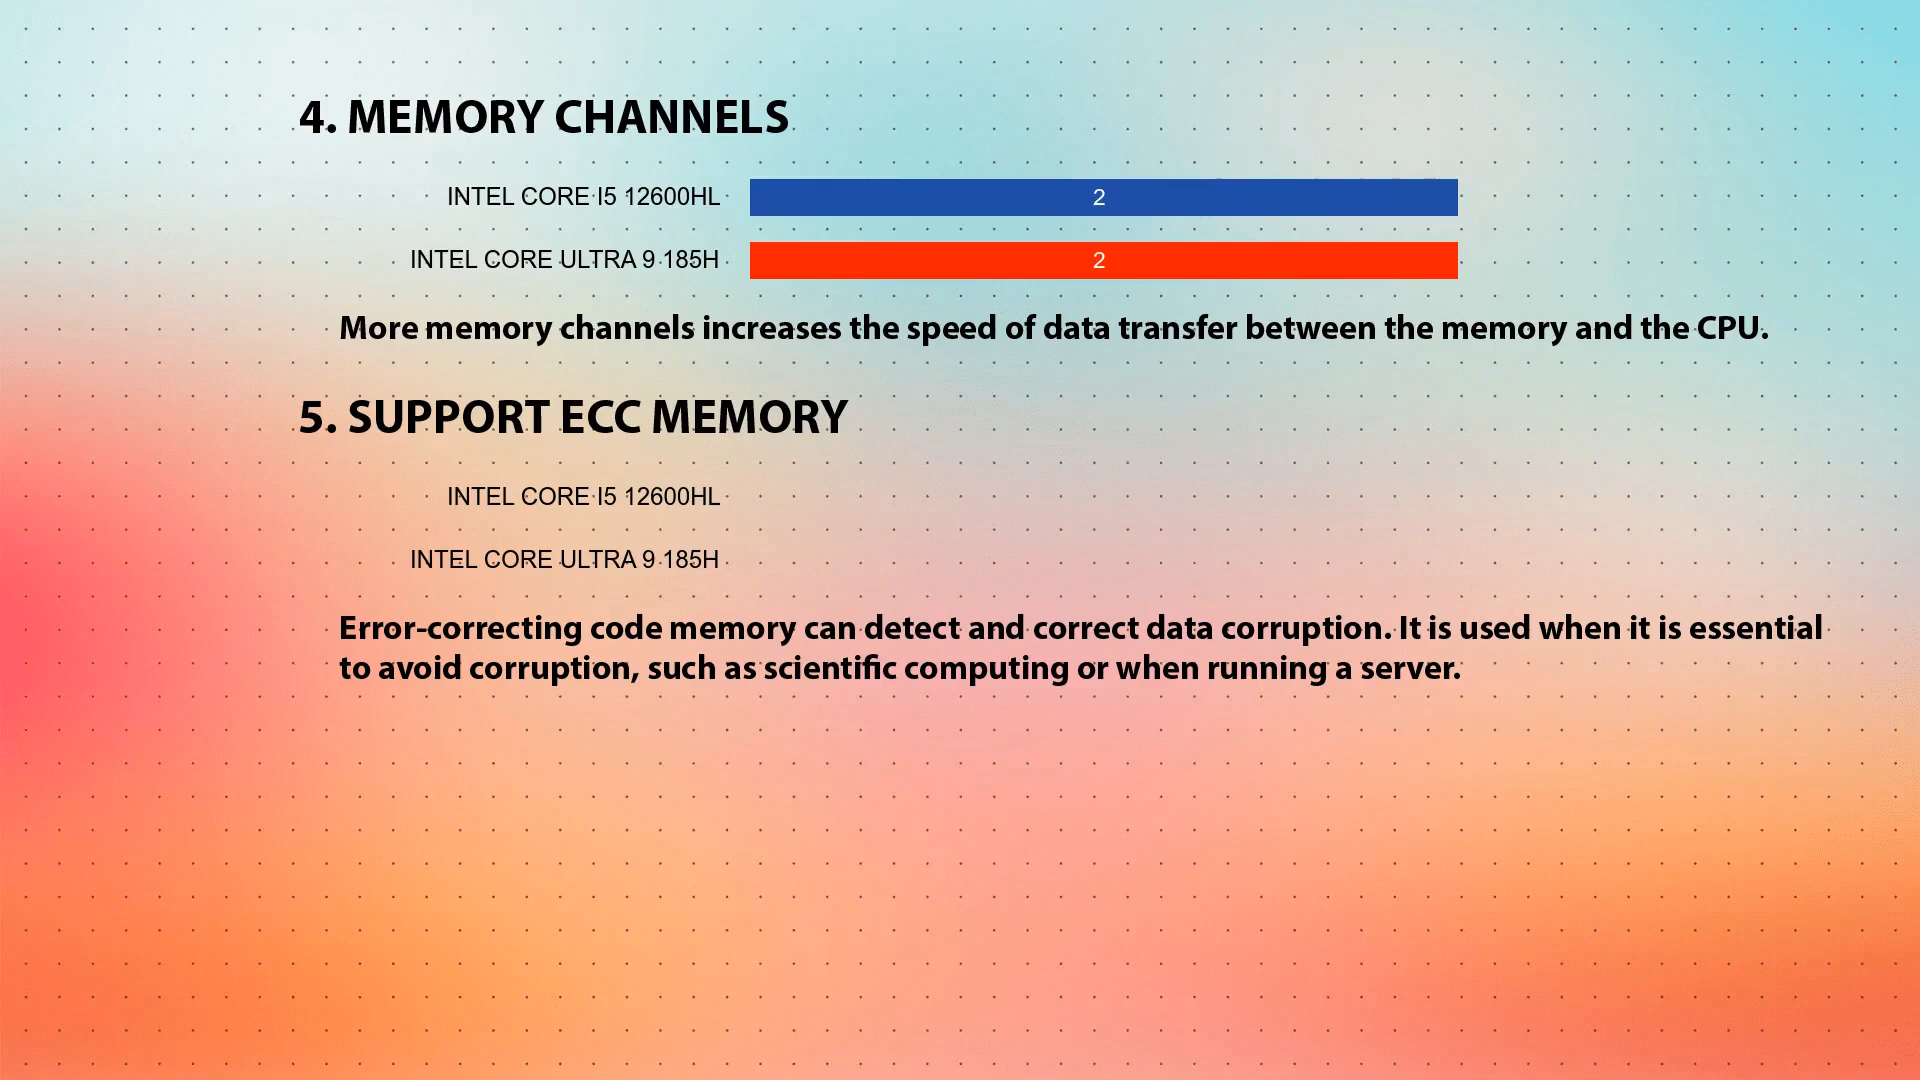 4. MEMORY CHANNELS
INTEL CORE I5 12600HL
2
INTEL CORE ULTRA 9 185H
2
More memory channels increases the speed of data transfer between the memory and the CPU.
5. SUPPORT ECC MEMORY
INTEL CORE I5 12600HL
INTEL CORE ULTRA 9 185H
Error-correcting code memory can detect and correct data corruption. It is used when it is essential
to avoid corruption, such as scientific computing or when running a server.